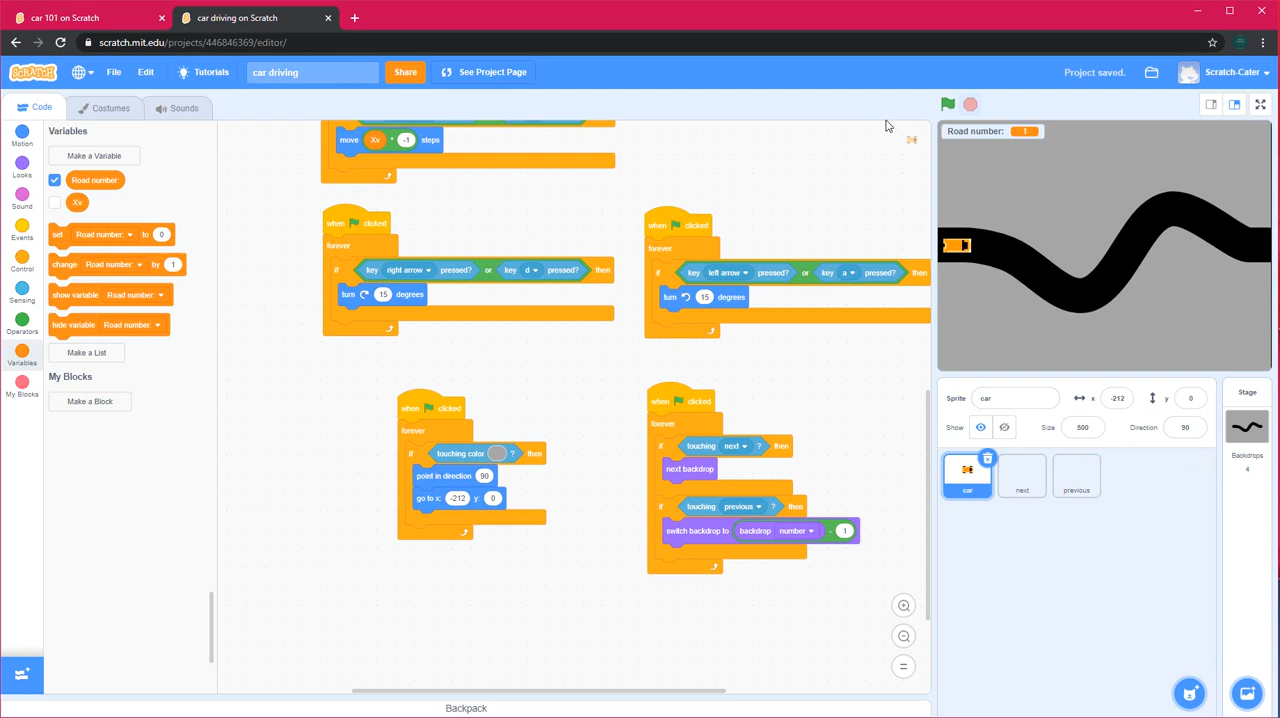 car 101 on Scratch
car driving on Scratch
scratch.mit.edu/projects/446846369/editor/
SCRATCH File Edit Tutorials car driving Share See Project Page Project saved. Scratch-Cater
Code Costumes Sounds
Motion
Looks
Sound
Events
Control
Sensing
Operators
Variables
My Blocks
Variables
Make a Variable
Road number:
Xv
set Road number: to 0
change Road number: by 1
show variable Road number:
hide variable Road number:
Make a List
My Blocks
Make a Block
move Xv * -1 steps
when clicked
forever
if key right arrow pressed? or key d pressed? then
turn 15 degrees
when clicked
forever
if key left arrow pressed? or key a pressed? then
turn 15 degrees
when clicked
forever
if touching color ? then
point in direction 90
go to x: -212 y: 0
when clicked
forever
if touching next ? then
next backdrop
if touching previous ? then
switch backdrop to backdrop number - 1
Road number: 1
Sprite car x -212 y 0
Show Size 500 Direction 90
car
next
previous
Stage
Backdrops
4
Backpack